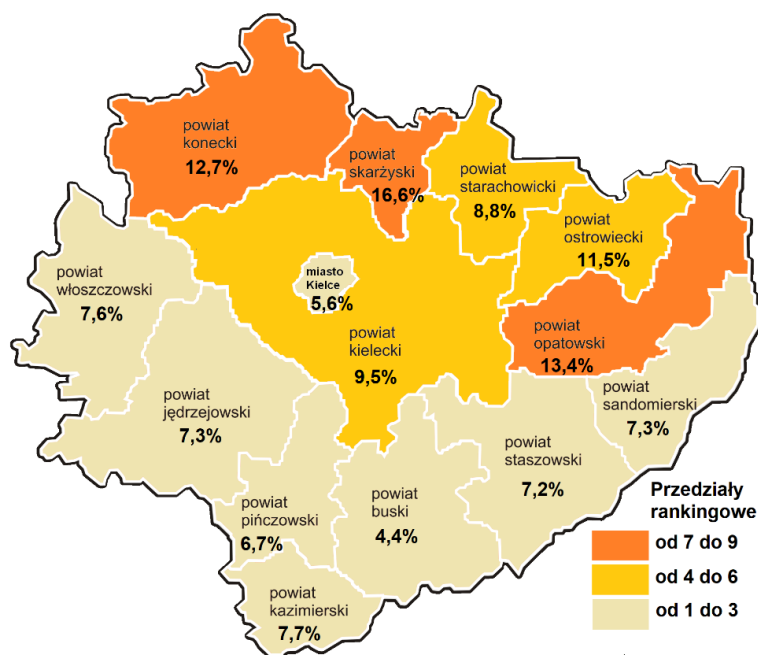 powiat
konecki
12,7%
powiat
skarżyski
16,6%
powiat
starachowicki
8,8%
powiat
ostrowiecki
11,5%
powiat
włoszczowski
7,6%
miasto
Kielce
5,6%
powiat
kielecki
9,5%
powiat
opatowski
13,4%
powiat
jędrzejowski
7,3%
powiat
sandomierski
7,3%
powiat
staszowski
7,2%
powiat
pińczowski
6,7%
powiat
buski
4,4%
powiat
kazimierski
7,7%
Przedziały
rankingowe
od 7 do 9
od 4 do 6
od 1 do 3